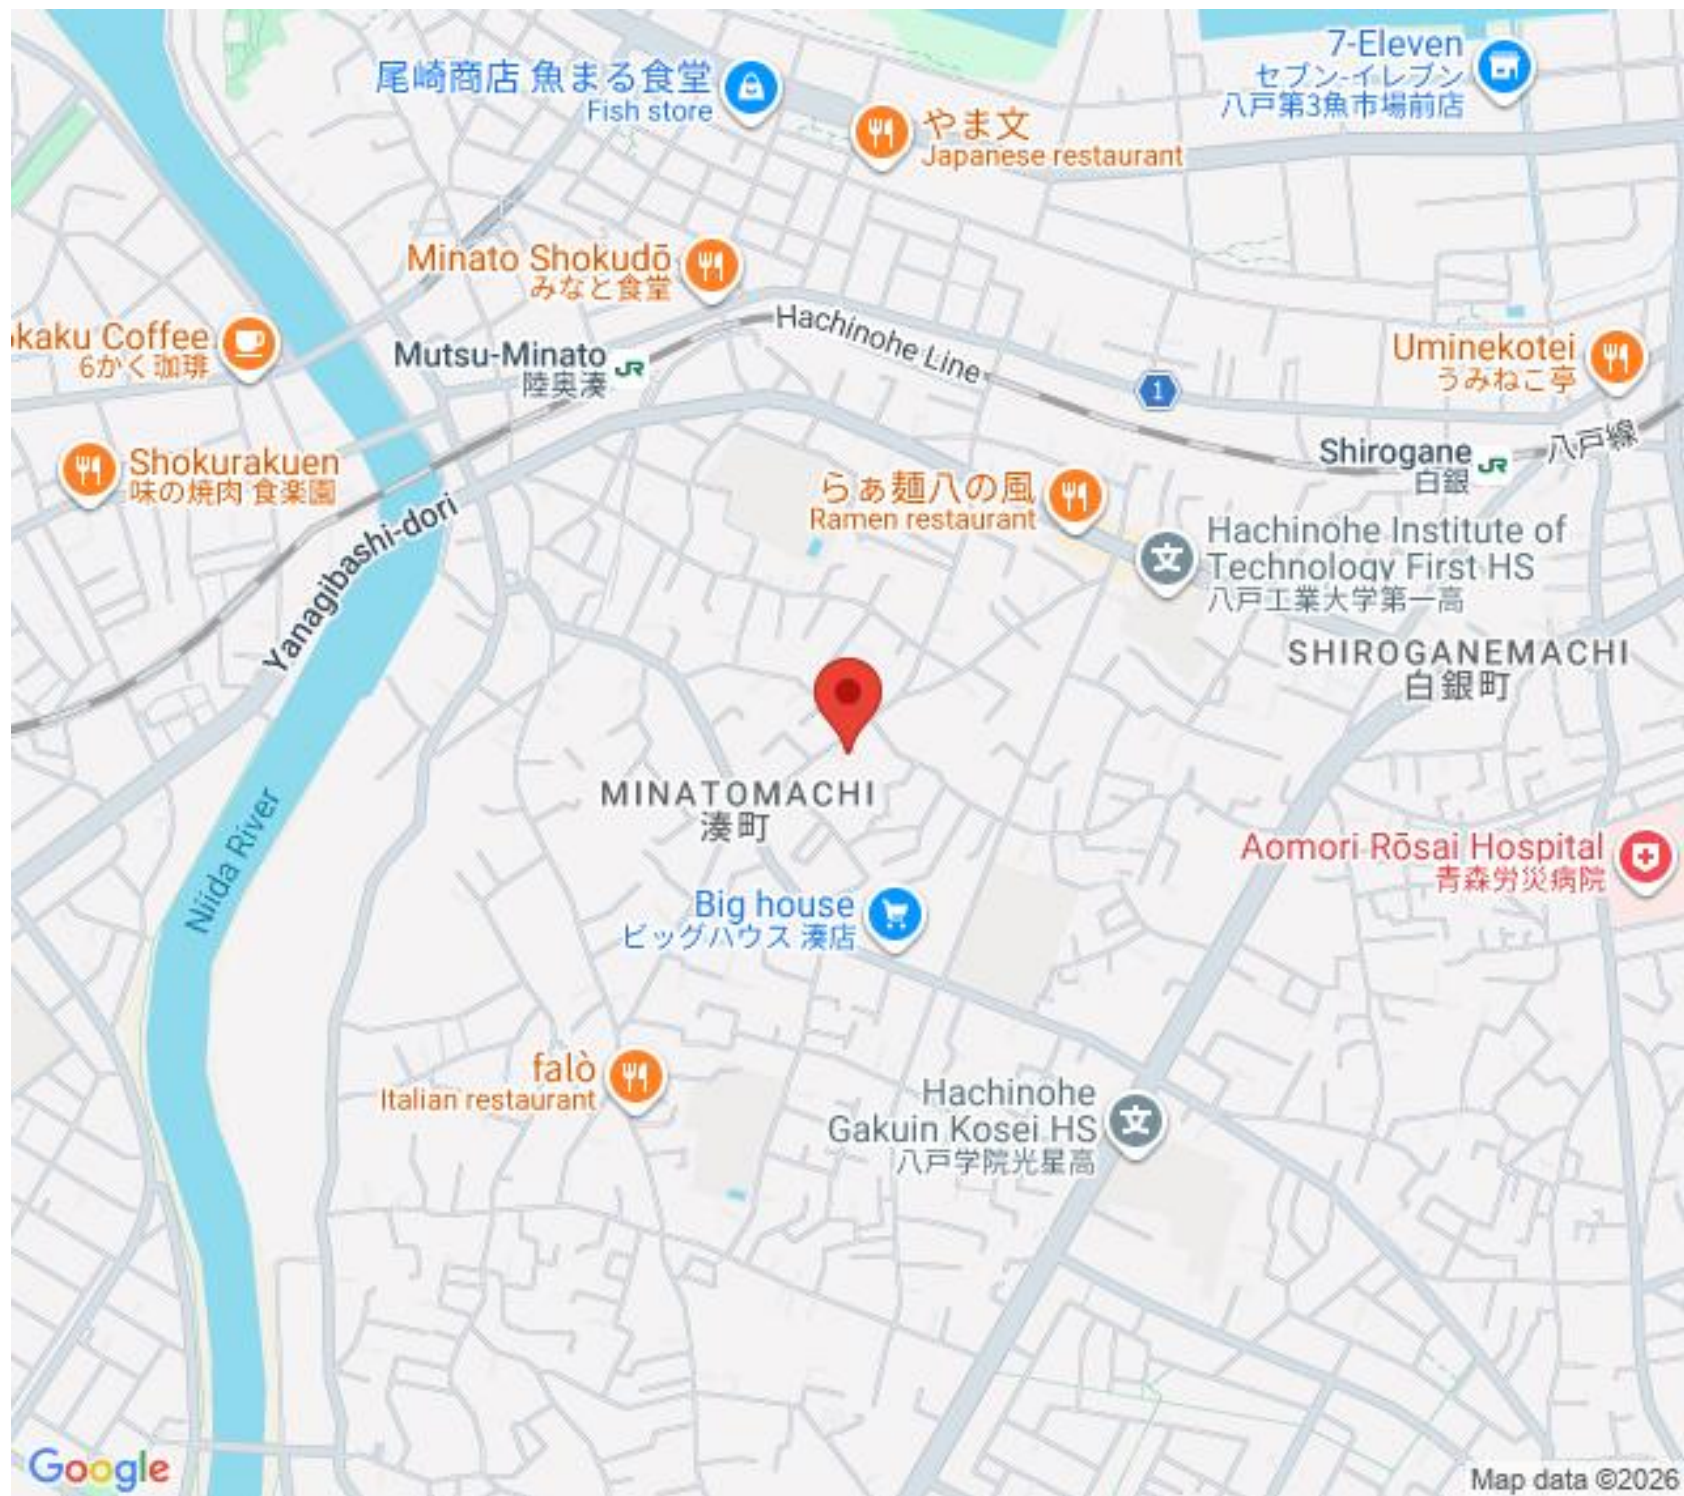 7-Eleven
セブン-イレブン
八戸第3魚市場前店
尾崎商店 魚まる食堂
Fish store
やま文
Japanese restaurant
Minato Shokudō
みなと食堂
Hachinohe Line
kaku Coffee
6かく珈琲
Mutsu-Minato
陸奥湊
JR
1
Uminekotei
うみねこ亭
Shirogane
白銀
JR
八戸線
Shokurakuen
味の焼肉 食楽園
らぁ麺八の風
Ramen restaurant
Yanagibashi-dori
Hachinohe Institute of
Technology First HS
八戸工業大学第一高
SHIROGANEMACHI
白銀町
MINATOMACHI
湊町
Niida River
Aomori Rōsai Hospital
青森労災病院
Big house
ビッグハウス 湊店
falò
Italian restaurant
Hachinohe
Gakuin Kosei HS
八戸学院光星高
Google
Map data ©2026